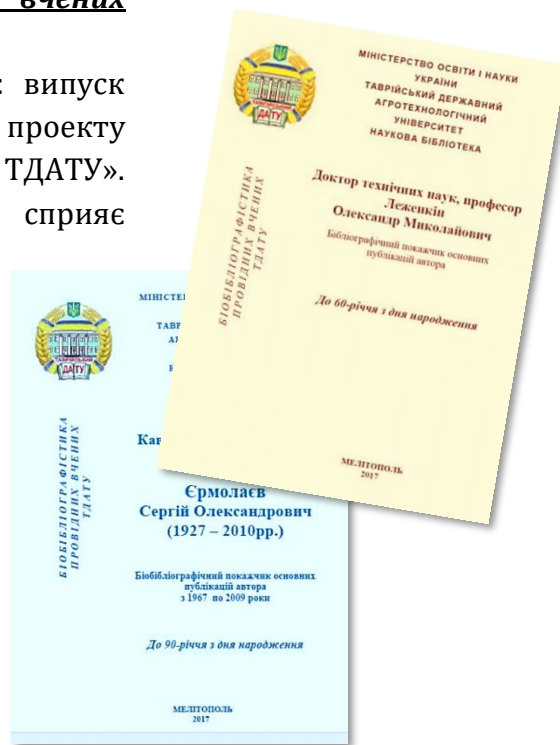 вчених
: випуск
проекту
ТДАТУ».
сприяє
МІНІСТЕРСТВО ОСВІТИ І НАУКИ
УКРАЇНИ
ТАВРІЙСЬКИЙ ДЕРЖАВНИЙ
АГРОТЕХНОЛОГІЧНИЙ
УНІВЕРСИТЕТ
НАУКОВА БІБЛІОТЕКА
БІОБІБЛІОГРАФІСТИКА
ПРОВІДНИХ ВЧЕНИХ
ТДАТУ
Доктор технічних наук, професор
Леженкін
Олександр Миколайович
Бібліографічний покажчик основних
публікацій автора
До 60-річчя з дня народження
МЕЛІТОПОЛЬ
2017
МІНІСТЕ
ТАВР
БІОБІБЛІОГРАФІСТИКА
ПРОВІДНИХ ВЧЕНИХ
ТДАТУ
Єрмолаєв
Сергій Олександрович
(1927 – 2010рр.)
Біобібліографічний покажчик основних
публікацій автора
з 1967 по 2009 роки
До 90-річчя з дня народження
МЕЛІТОПОЛЬ
2017